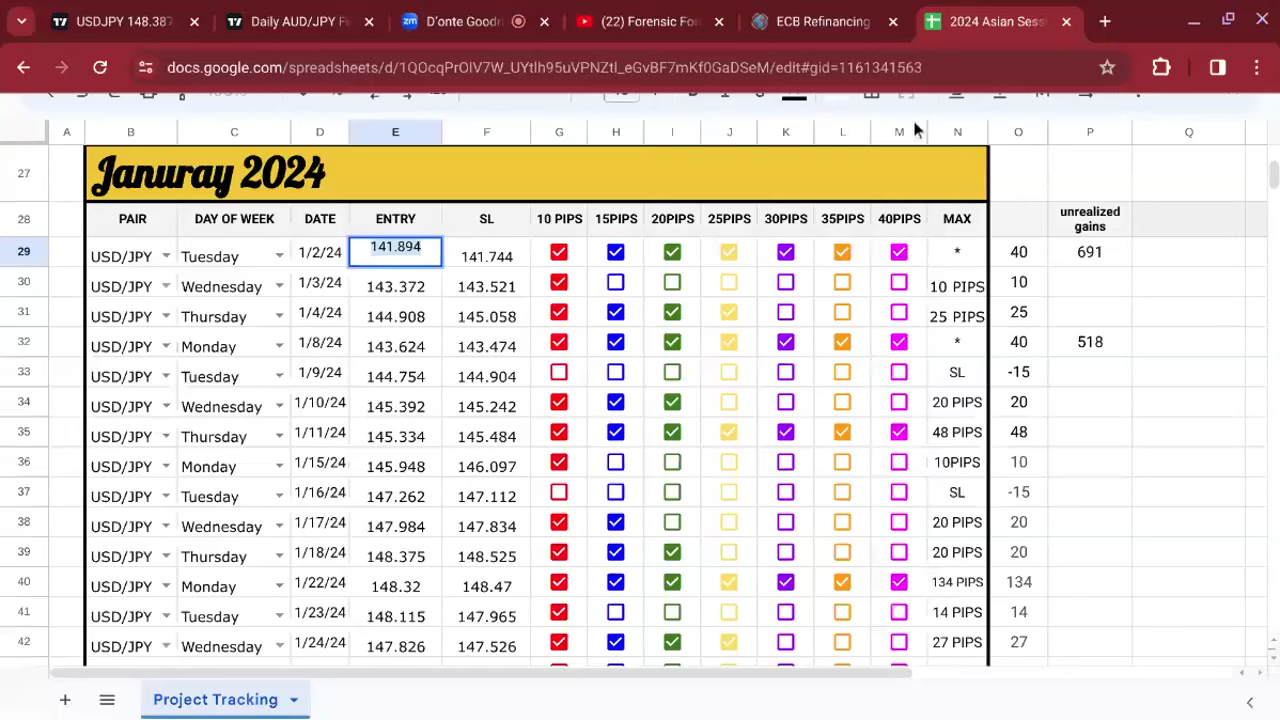 USDJPY 148.387
Daily AUD/JPY F
D'onte Goodri
(22) Forensic For
ECB Refinancing
2024 Asian Sess
docs.google.com/spreadsheets/d/1QOcqPrOlV7W_UYtlh95uVPNZtI_eGvBF7mKf0GaDSeM/edit#gid=1161341563
A B C D E F G H I J K L M N O P Q
27 Januray 2024
28 PAIR DAY OF WEEK DATE ENTRY SL 10 PIPS 15PIPS 20PIPS 25PIPS 30PIPS 35PIPS 40PIPS MAX unrealized gains
29 USD/JPY Tuesday 1/2/24 141.894 141.744 * 40 691
30 USD/JPY Wednesday 1/3/24 143.372 143.521 10 PIPS 10
31 USD/JPY Thursday 1/4/24 144.908 145.058 25 PIPS 25
32 USD/JPY Monday 1/8/24 143.624 143.474 * 40 518
33 USD/JPY Tuesday 1/9/24 144.754 144.904 SL -15
34 USD/JPY Wednesday 1/10/24 145.392 145.242 20 PIPS 20
35 USD/JPY Thursday 1/11/24 145.334 145.484 48 PIPS 48
36 USD/JPY Monday 1/15/24 145.948 146.097 10PIPS 10
37 USD/JPY Tuesday 1/16/24 147.262 147.112 SL -15
38 USD/JPY Wednesday 1/17/24 147.984 147.834 20 PIPS 20
39 USD/JPY Thursday 1/18/24 148.375 148.525 20 PIPS 20
40 USD/JPY Monday 1/22/24 148.32 148.47 134 PIPS 134
41 USD/JPY Tuesday 1/23/24 148.115 147.965 14 PIPS 14
42 USD/JPY Wednesday 1/24/24 147.826 147.526 27 PIPS 27
Project Tracking